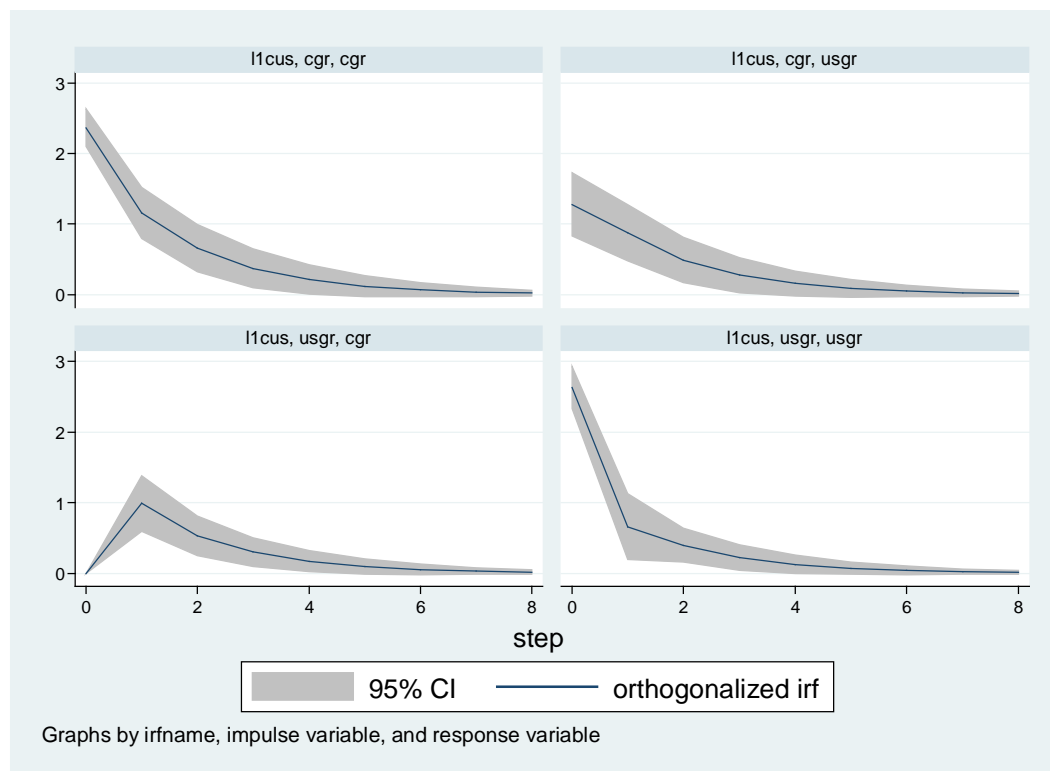 l1cus, cgr, cgr
l1cus, cgr, usgr
3
2
1
0
l1cus, usgr, cgr
l1cus, usgr, usgr
3
2
1
0
0 2 4 6 8
0 2 4 6 8
step
95% CI
orthogonalized irf
Graphs by irfname, impulse variable, and response variable